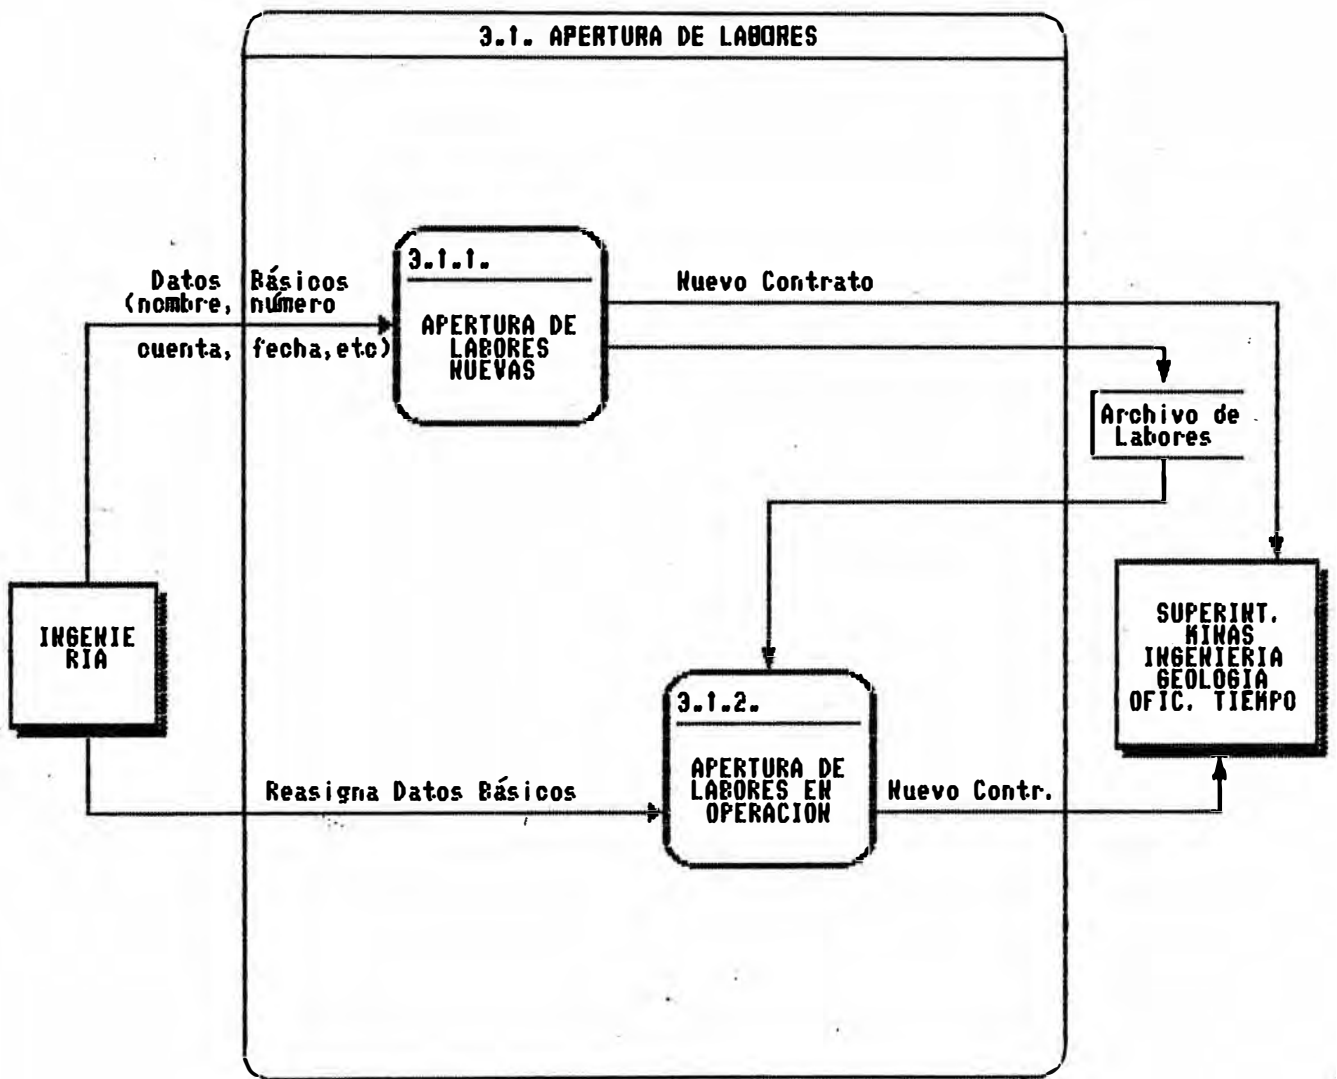 3.1. APERTURA DE LABORES
3.1.1.
Datos Básicos
(nombre, número
cuenta, fecha, etc)
APERTURA DE
LABORES
NUEVAS
Nuevo Contrato
Archivo de
Labores
INGENIE
RIA
SUPERINT.
MINAS
INGENIERIA
GEOLOGIA
OFIC. TIEMPO
3.1.2.
Reasigna Datos Básicos
APERTURA DE
LABORES EN
OPERACION
Nuevo Contr.